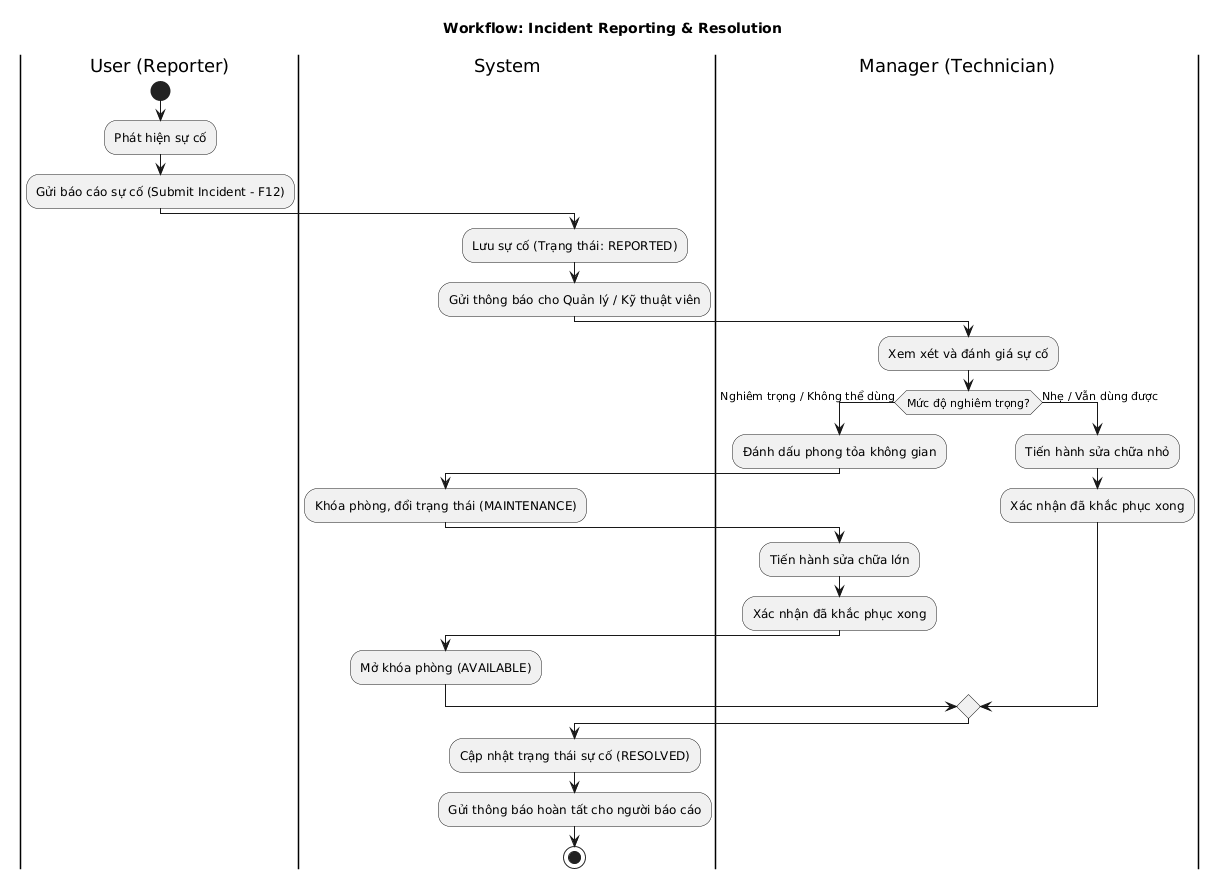 Workflow: Incident Reporting & Resolution
User (Reporter)
System
Manager (Technician)
Phát hiện sự cố
Gửi báo cáo sự cố (Submit Incident - F12)
Lưu sự cố (Trạng thái: REPORTED)
Gửi thông báo cho Quản lý / Kỹ thuật viên
Xem xét và đánh giá sự cố
Nghiêm trọng / Không thể dùng
Mức độ nghiêm trọng?
Nhẹ / Vẫn dùng được
Đánh dấu phong tỏa không gian
Tiến hành sửa chữa nhỏ
Khóa phòng, đổi trạng thái (MAINTENANCE)
Xác nhận đã khắc phục xong
Tiến hành sửa chữa lớn
Xác nhận đã khắc phục xong
Mở khóa phòng (AVAILABLE)
Cập nhật trạng thái sự cố (RESOLVED)
Gửi thông báo hoàn tất cho người báo cáo